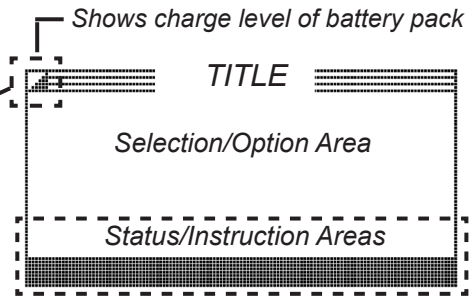 Shows charge level of battery pack
TITLE
Selection/Option Area
Status/Instruction Areas